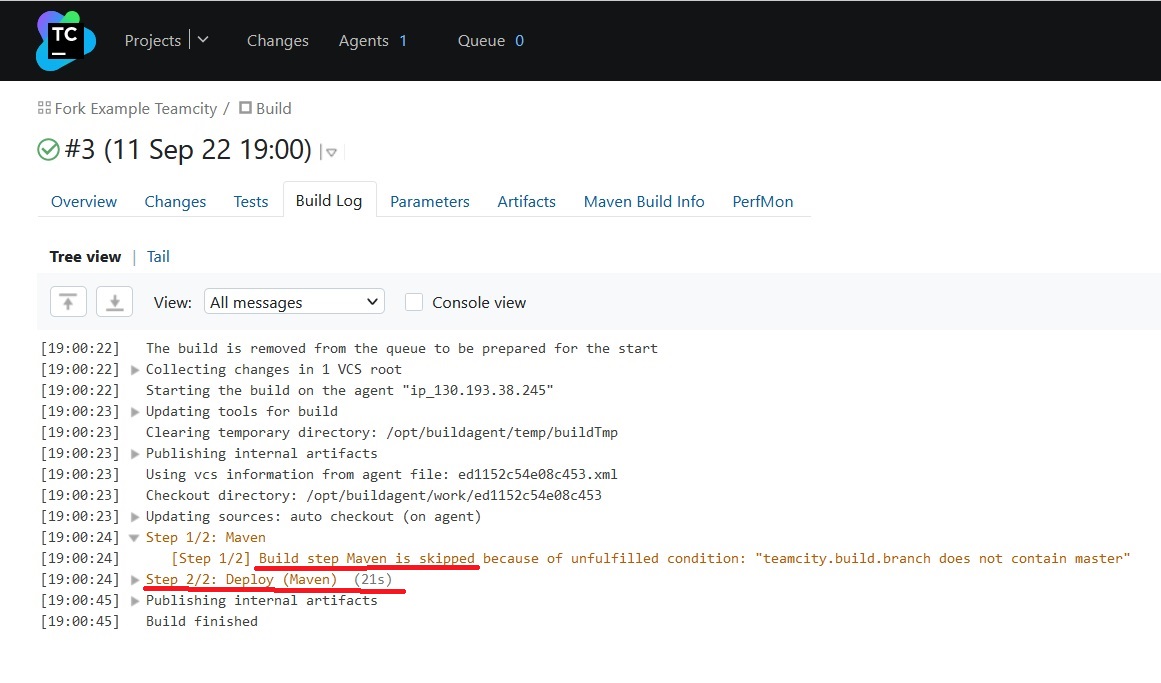 TC
Projects
Changes
Agents 1
Queue 0
Fork Example Teamcity / Build
#3 (11 Sep 22 19:00)
Overview
Changes
Tests
Build Log
Parameters
Artifacts
Maven Build Info
PerfMon
Tree view | Tail
View: All messages Console view
[19:00:22] The build is removed from the queue to be prepared for the start
[19:00:22] Collecting changes in 1 VCS root
[19:00:22] Starting the build on the agent "ip_130.193.38.245"
[19:00:23] Updating tools for build
[19:00:23] Clearing temporary directory: /opt/buildagent/temp/buildTmp
[19:00:23] Publishing internal artifacts
[19:00:23] Using vcs information from agent file: ed1152c54e08c453.xml
[19:00:23] Checkout directory: /opt/buildagent/work/ed1152c54e08c453
[19:00:23] Updating sources: auto checkout (on agent)
[19:00:24] Step 1/2: Maven
[19:00:24] [Step 1/2] Build step Maven is skipped because of unfulfilled condition: "teamcity.build.branch does not contain master"
[19:00:24] Step 2/2: Deploy (Maven) (21s)
[19:00:45] Publishing internal artifacts
[19:00:45] Build finished